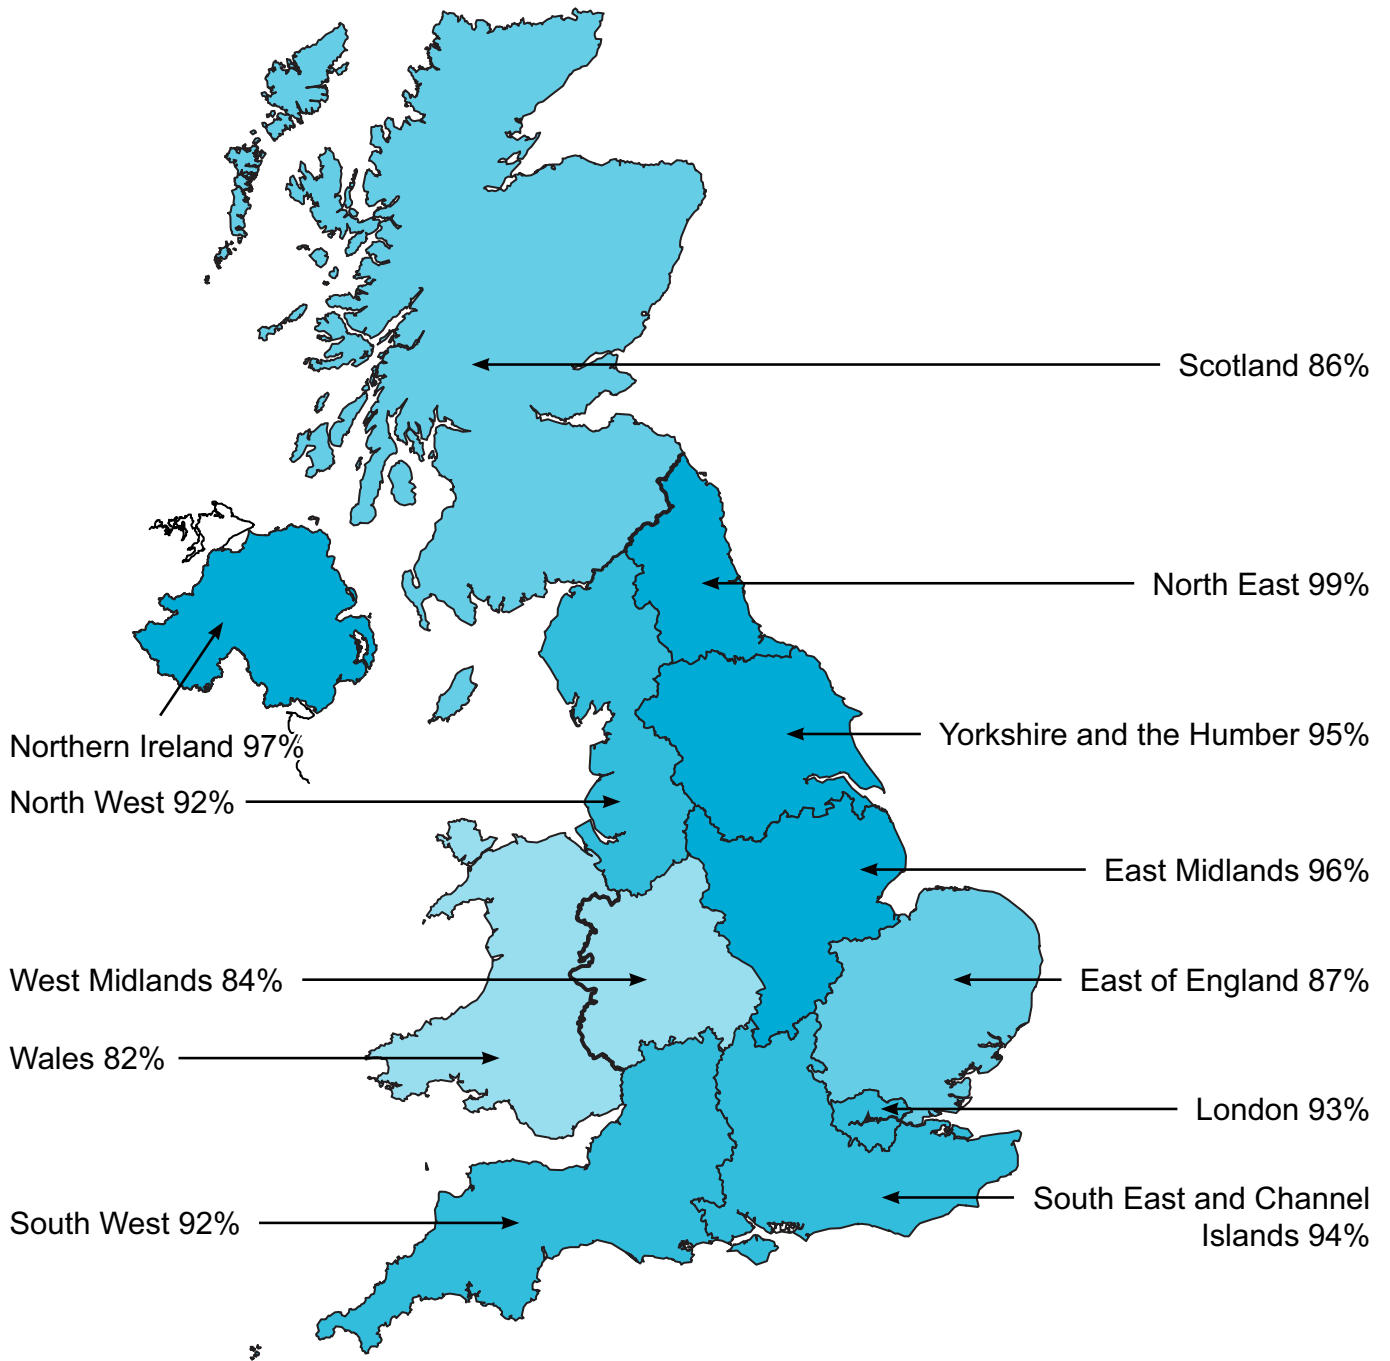 Scotland 86%
North East 99%
Northern Ireland 97%
Yorkshire and the Humber 95%
North West 92%
East Midlands 96%
West Midlands 84%
East of England 87%
Wales 82%
London 93%
South East and Channel
Islands 94%
South West 92%